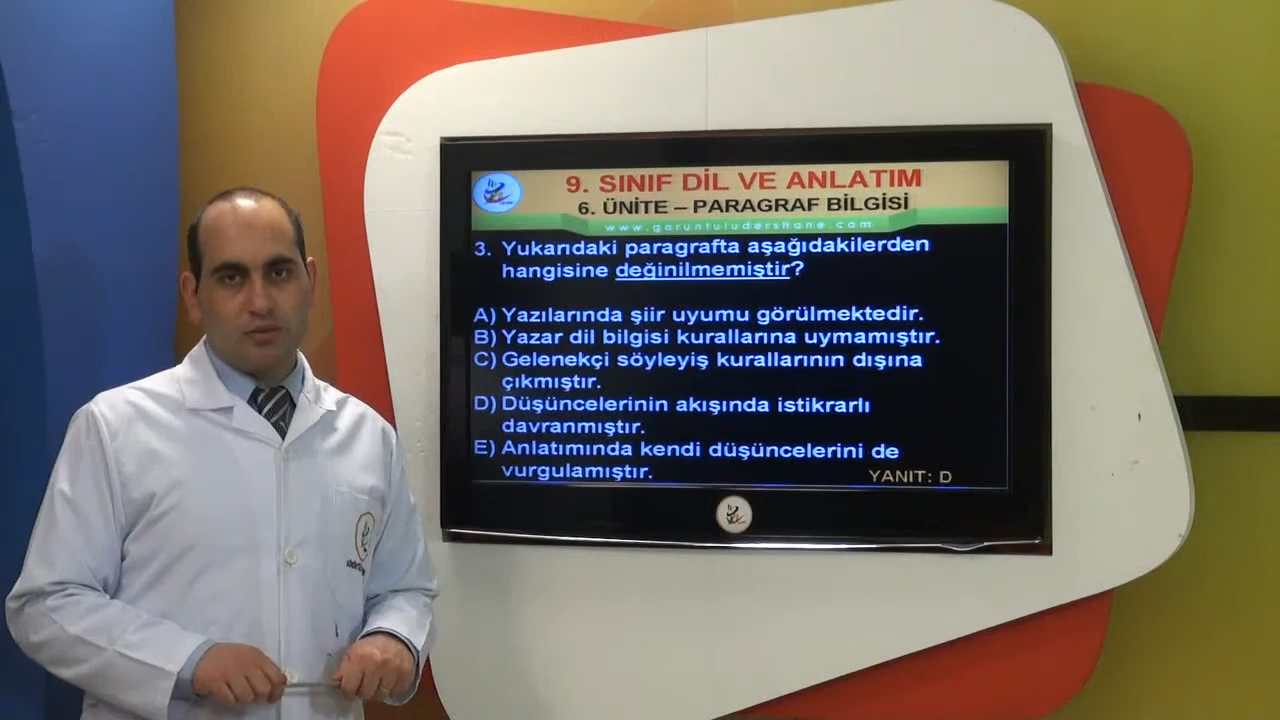 9. SINIF DİL VE ANLATIM
6. ÜNİTE – PARAGRAF BİLGİSİ
www.goruntuludershane.com
3. Yukarıdaki paragrafta aşağıdakilerden
hangisine değinilmemiştir?
A) Yazılarında şiir uyumu görülmektedir.
B) Yazar dil bilgisi kurallarına uymamıştır.
C) Gelenekçi söyleyiş kurallarının dışına
çıkmıştır.
D) Düşüncelerinin akışında istikrarlı
davranmıştır.
E) Anlatımında kendi düşüncelerini de
vurgulamıştır.
YANIT: D